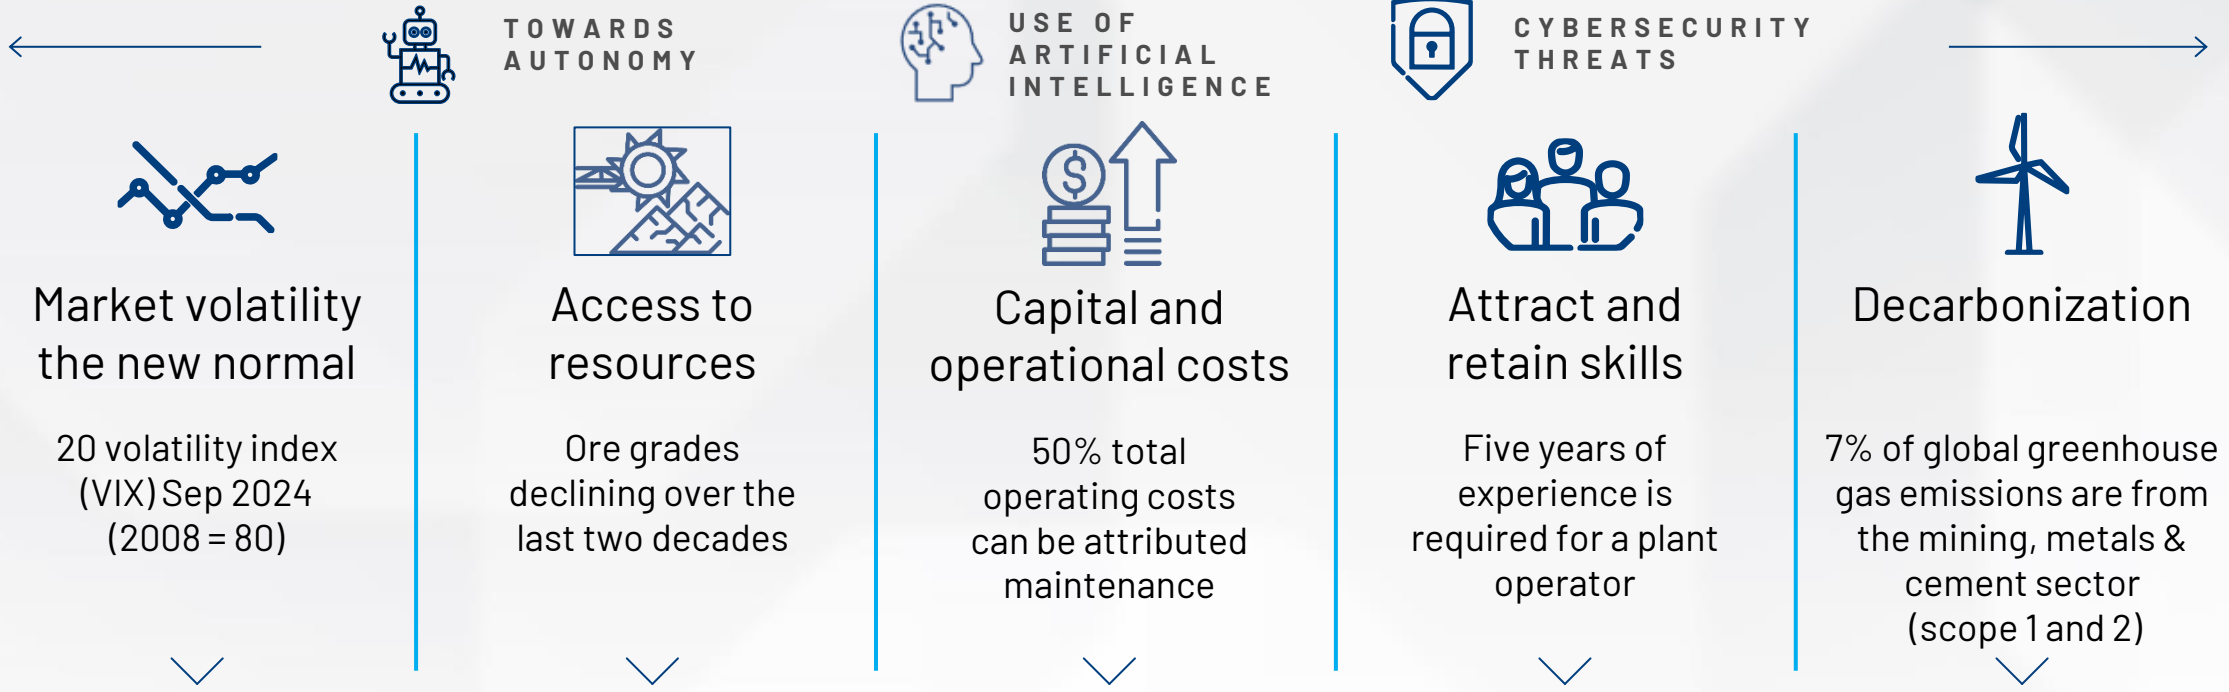 TOWARDS
AUTONOMY
USE OF
ARTIFICIAL
INTELLIGENCE
CYBERSECURITY
THREATS
Market volatility
the new normal
20 volatility index
(VIX) Sep 2024
(2008 = 80)
Access to
resources
Ore grades
declining over the
last two decades
$
Capital and
operational costs
50% total
operating costs
can be attributed
maintenance
Attract and
retain skills
Five years of
experience is
required for a plant
operator
Decarbonization
7% of global greenhouse
gas emissions are from
the mining, metals &
cement sector
(scope 1 and 2)